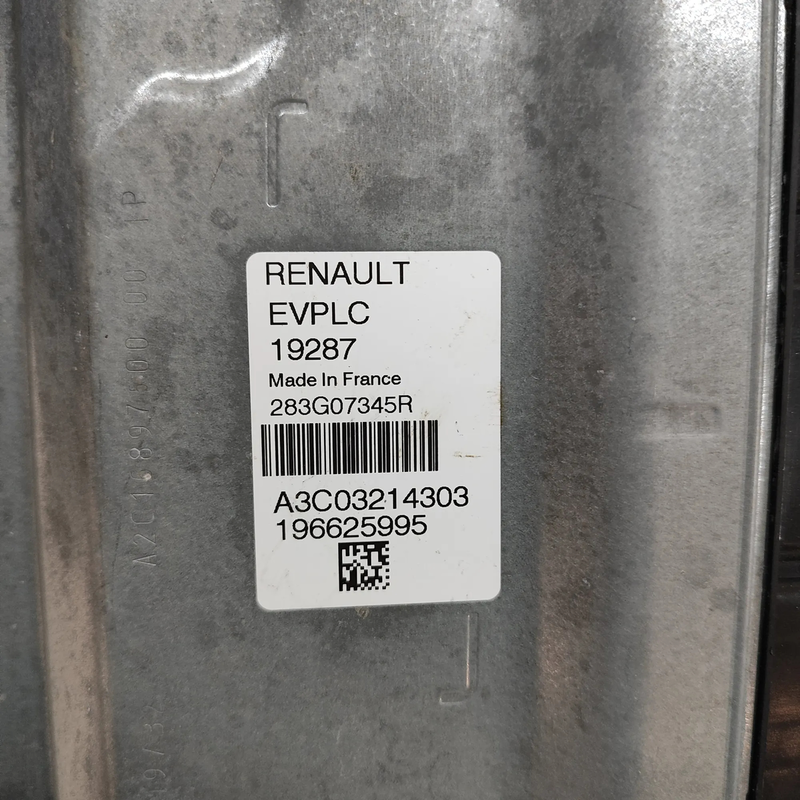 RENAULT
EVPLC
19287
Made In France
283G07345R
A3C03214303
196625995